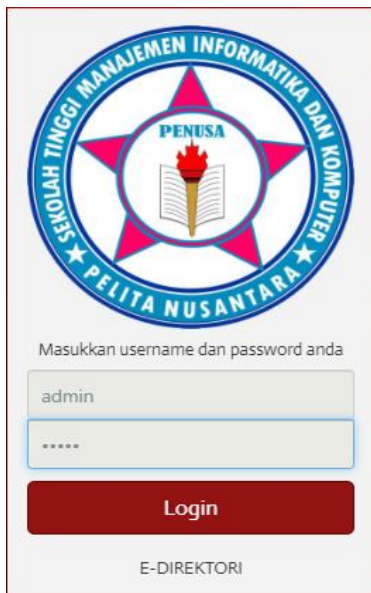 SEKOLAH TINGGI MANAJEMEN INFORMATIKA DAN KOMPUTER
PENUSA
★ PELITA NUSANTARA ★
Masukkan username dan password anda
admin
•••••
Login
E-DIREKTORI